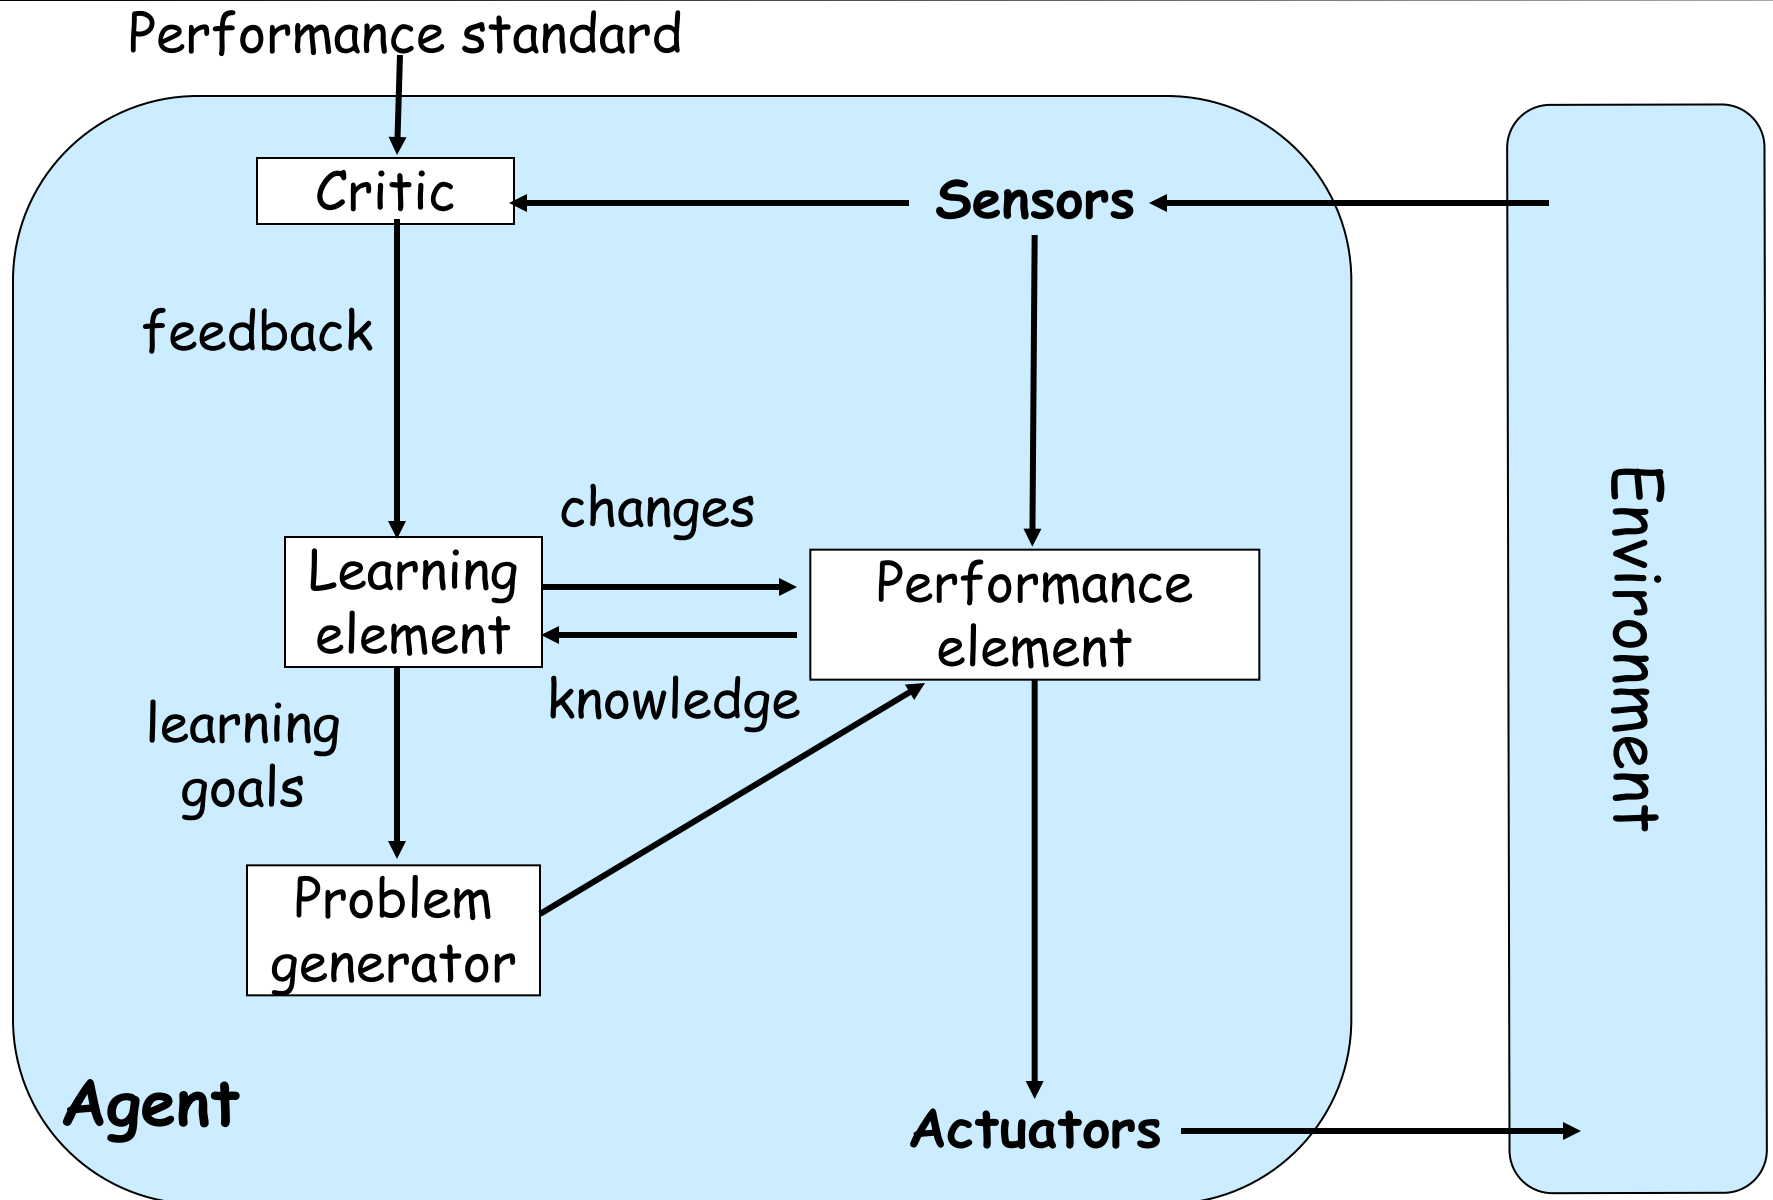 Performance standard
Critic
Sensors
feedback
changes
Learning
element
Performance
element
knowledge
learning
goals
Problem
generator
Agent
Actuators
Environment